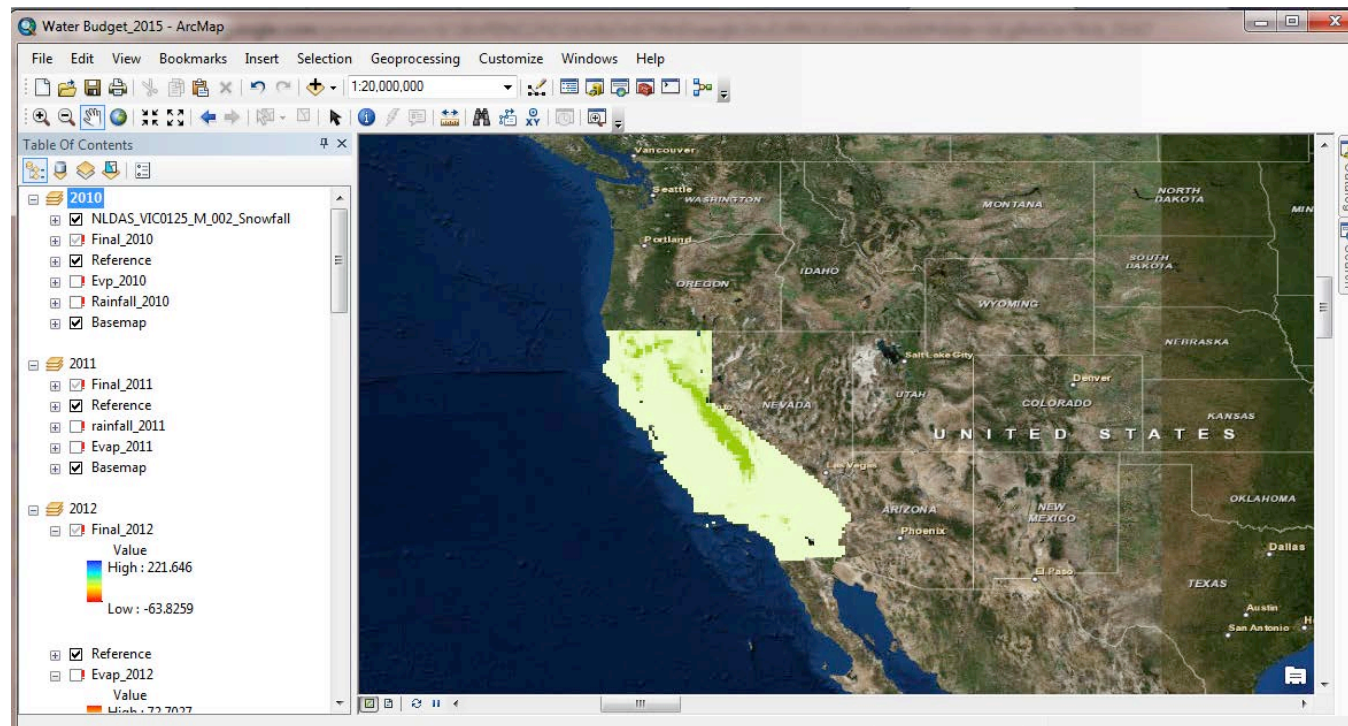 Water Budget_2015 - ArcMap
File Edit View Bookmarks Insert Selection Geoprocessing Customize Windows Help
1:20,000,000
Table Of Contents
2010
NLDAS_VIC0125_M_002_Snowfall
Final_2010
Reference
Evp_2010
Rainfall_2010
Basemap
2011
Final_2011
Reference
rainfall_2011
Evap_2011
Basemap
2012
Final_2012
Value
High : 221.646
Low : -63.8259
Reference
Evap_2012
Value
High : 72.7027
Vancouver
Seattle
WASHINGTON
MONTANA
NORTH
DAKOTA
MIN
Portland
OREGON
IDAHO
SOUTH
DAKOTA
WYOMING
NEBRASKA
Salt Lake City
Denver
NEVADA
UTAH
COLORADO
KANSAS
UNITED STATES
Las Vegas
OKLAHOMA
ARIZONA
NEW
MEXICO
Phoenix
Dallas
El Paso
TEXAS
Austin
San Antonio
H